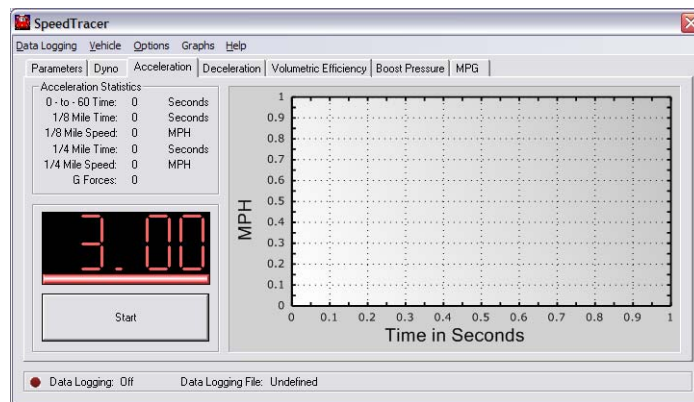 SpeedTracer
Data Logging Vehicle Options Graphs Help
Parameters Dyno Acceleration Deceleration Volumetric Efficiency Boost Pressure MPG
Acceleration Statistics
0 - to - 60 Time: 0 Seconds
1/8 Mile Time: 0 Seconds
1/8 Mile Speed: 0 MPH
1/4 Mile Time: 0 Seconds
1/4 Mile Speed: 0 MPH
G Forces: 0
3.00
Start
MPH
1
0.9
0.8
0.7
0.6
0.5
0.4
0.3
0.2
0.1
0
0 0.1 0.2 0.3 0.4 0.5 0.6 0.7 0.8 0.9 1
Time in Seconds
Data Logging: Off Data Logging File: Undefined